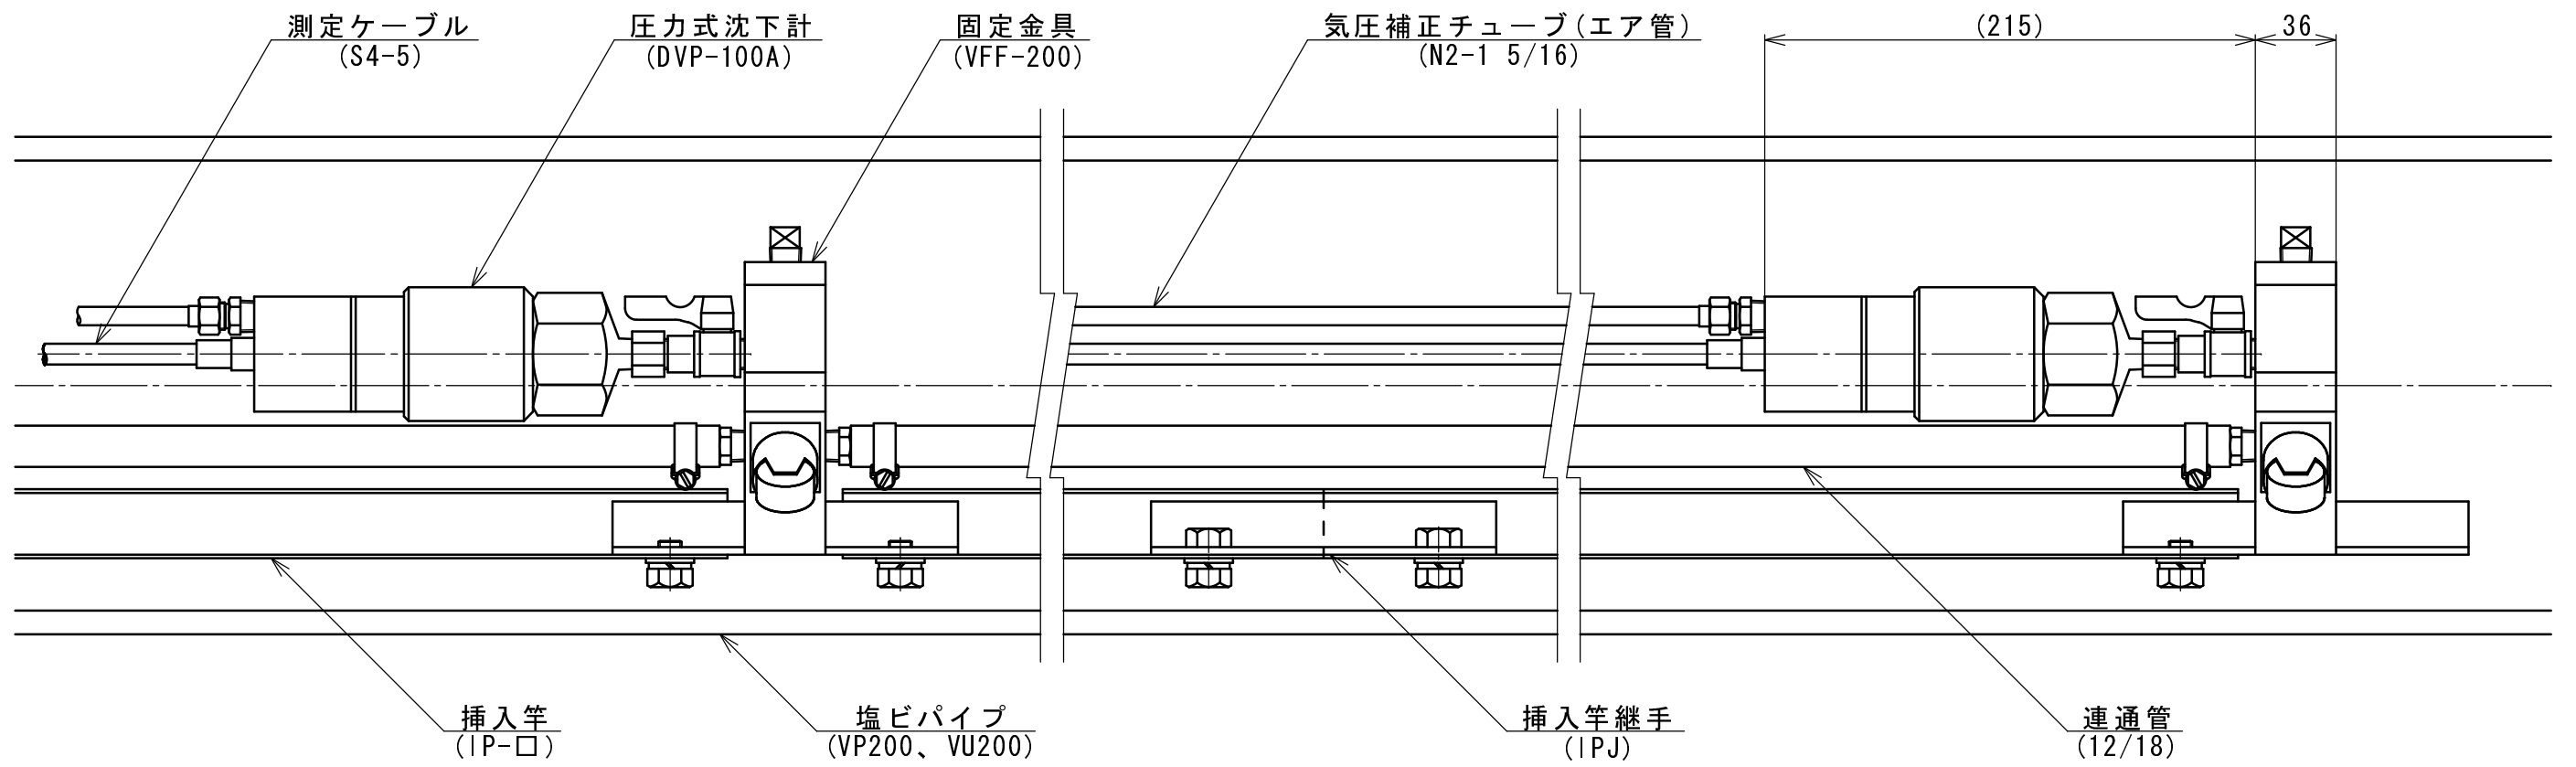 測定ケーブル
(S4-5)
圧力式沈下計
(DVP-100A)
固定金具
(VFF-200)
気圧補正チューブ(エア管)
(N2-1 5/16)
(215)
36
挿入竿
(IP-口)
塩ビパイプ
(VP200、VU200)
挿入竿継手
(IPJ)
連通管
(12/18)